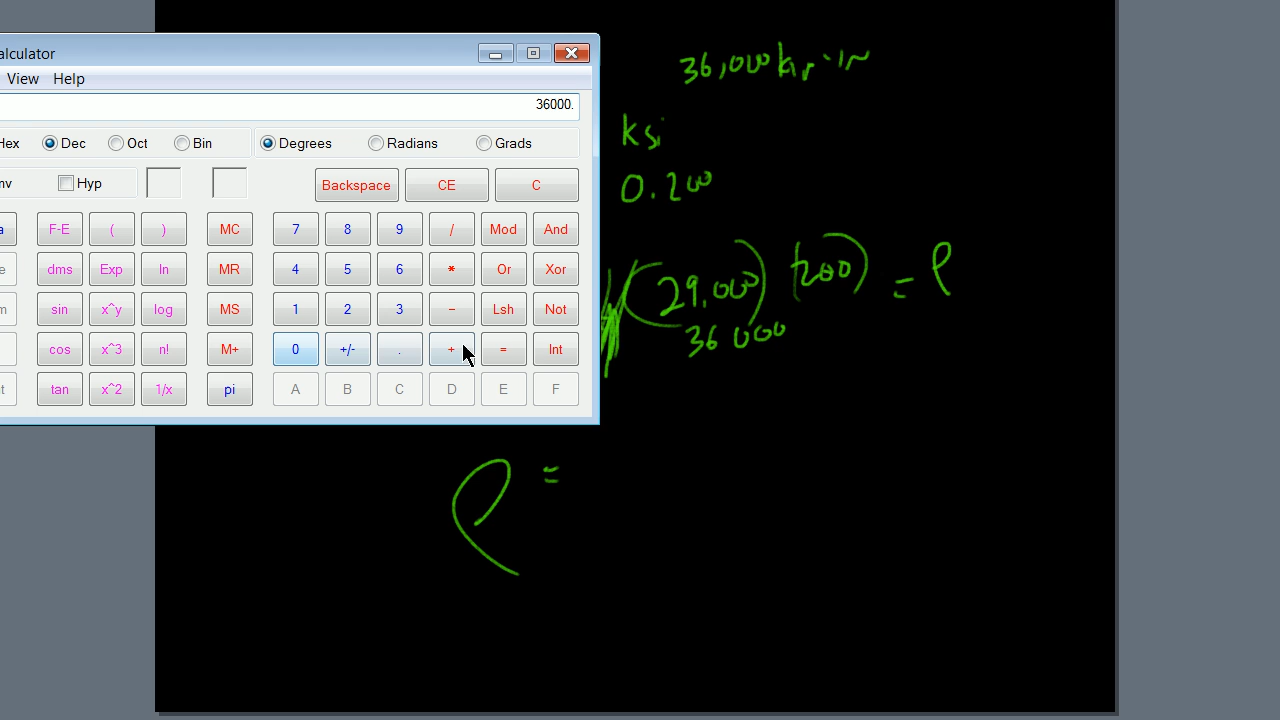 alculator
View Help
36000.
Hex Dec Oct Bin Degrees Radians Grads
nv Hyp Backspace CE C
a F-E ( ) MC 7 8 9 / Mod And
e dms Exp ln MR 4 5 6 * Or Xor
m sin x^y log MS 1 2 3 - Lsh Not
cos x^3 n! M+ 0 +/- . + = Int
t tan x^2 1/x pi A B C D E F
36,000
ksi
0.200
(29,000) (200) = ρ
36 000
ρ =